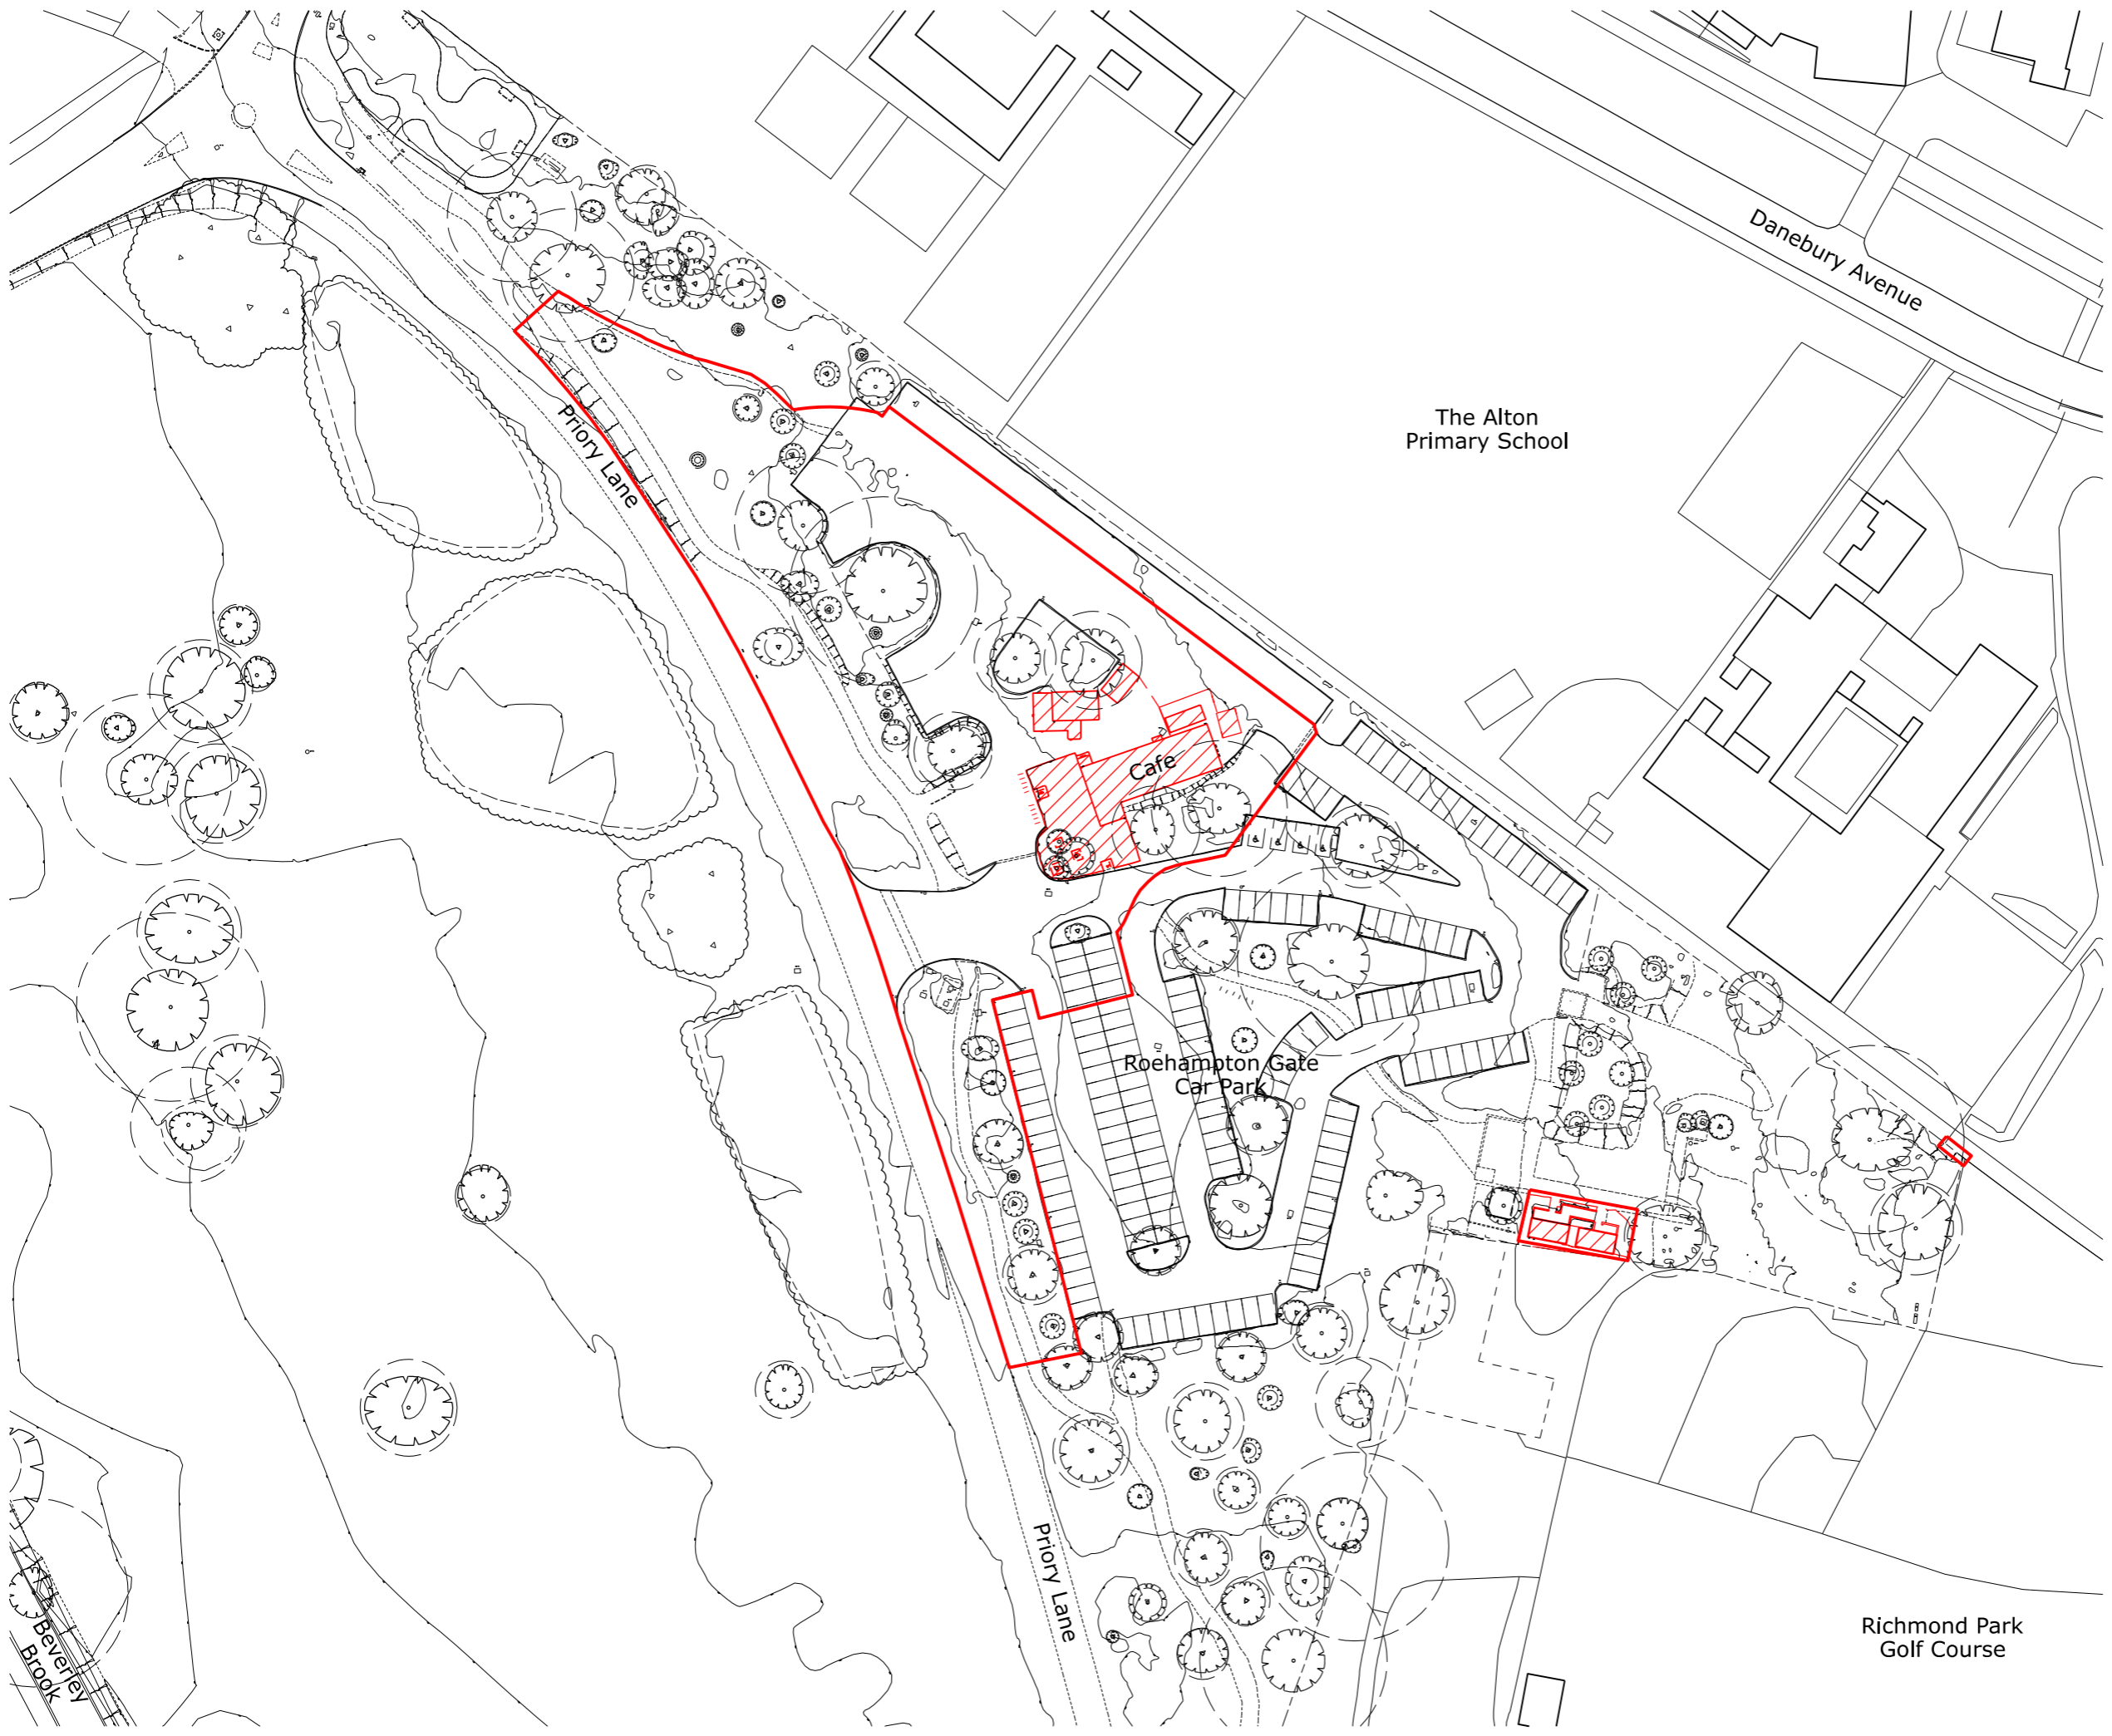 Danebury Avenue
The Alton
Primary School
Priory Lane
Cafe
Roehampton Gate
Car Park
Priory Lane
Richmond Park
Golf Course
Beverley
Brook